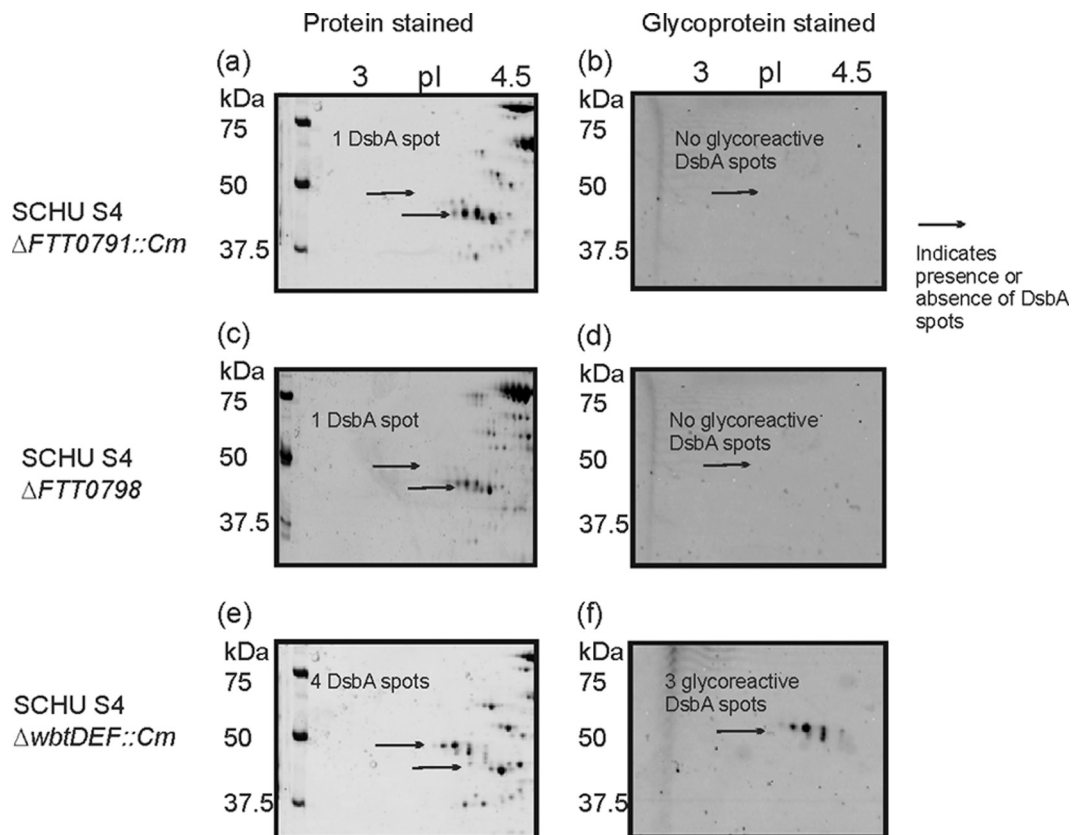 Protein stained
Glycoprotein stained
(a)
(b)
3 pI 4.5
3 pI 4.5
kDa
75
50
37.5
1 DsbA spot
kDa
75
50
37.5
No glycoreactive
DsbA spots
SCHU S4
ΔFTT0791::Cm
Indicates
presence or
absence of DsbA
spots
(c)
(d)
kDa
75
50
37.5
1 DsbA spot
kDa
75
50
37.5
No glycoreactive
DsbA spots
SCHU S4
ΔFTT0798
(e)
(f)
kDa
75
50
37.5
4 DsbA spots
kDa
75
50
37.5
3 glycoreactive
DsbA spots
SCHU S4
ΔwbtDEF::Cm